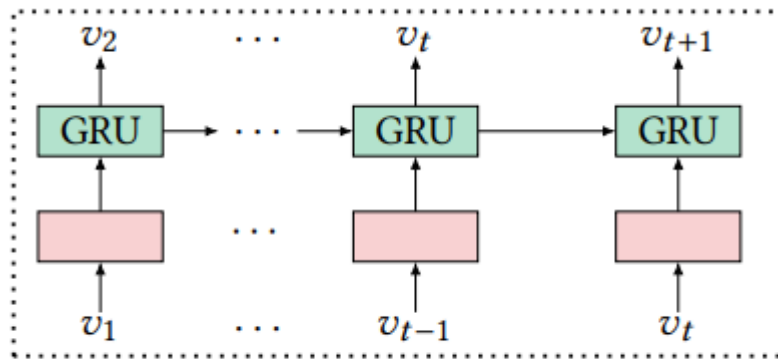 v₂ ··· vₜ vₜ₊₁
GRU ··· GRU GRU
···
v₁ ··· vₜ₋₁ vₜ